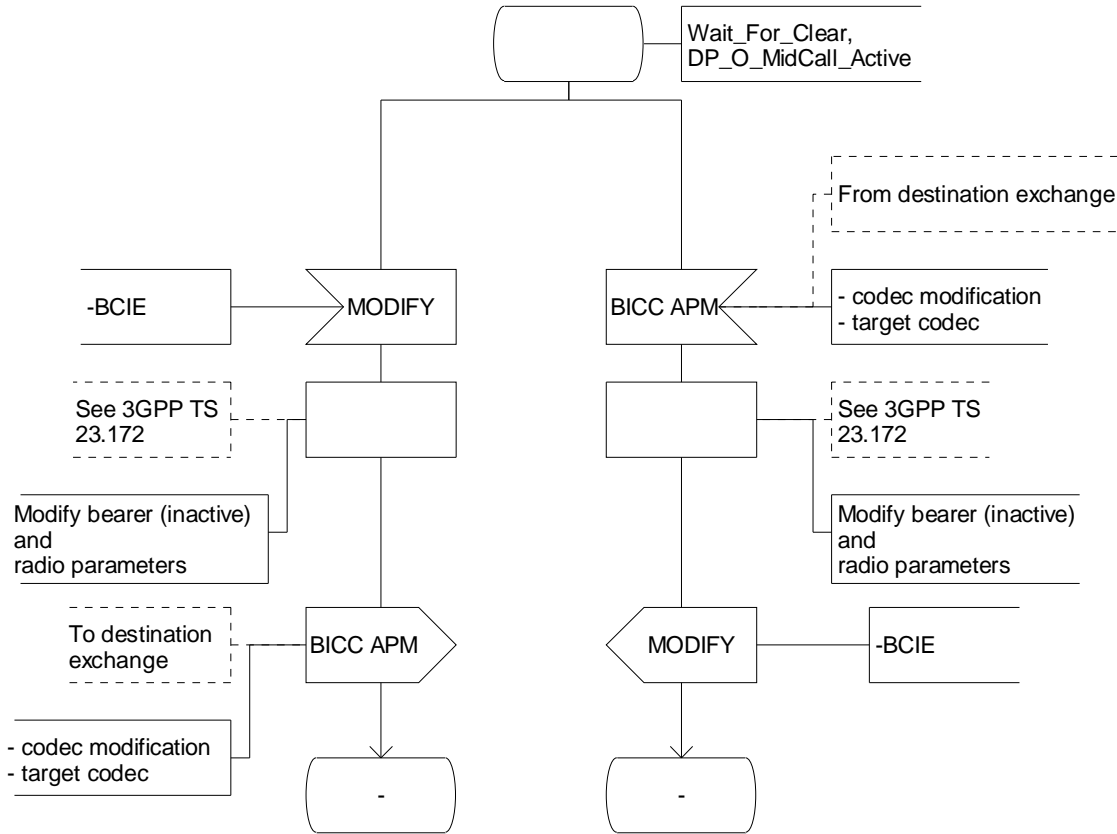 Wait_For_Clear,
DP_O_MidCall_Active
From destination exchange
-BCIE
MODIFY
BICC APM
- codec modification
- target codec
See 3GPP TS
23.172
See 3GPP TS
23.172
Modify bearer (inactive)
and
radio parameters
Modify bearer (inactive)
and
radio parameters
To destination
exchange
BICC APM
MODIFY
-BCIE
- codec modification
- target codec
-
-